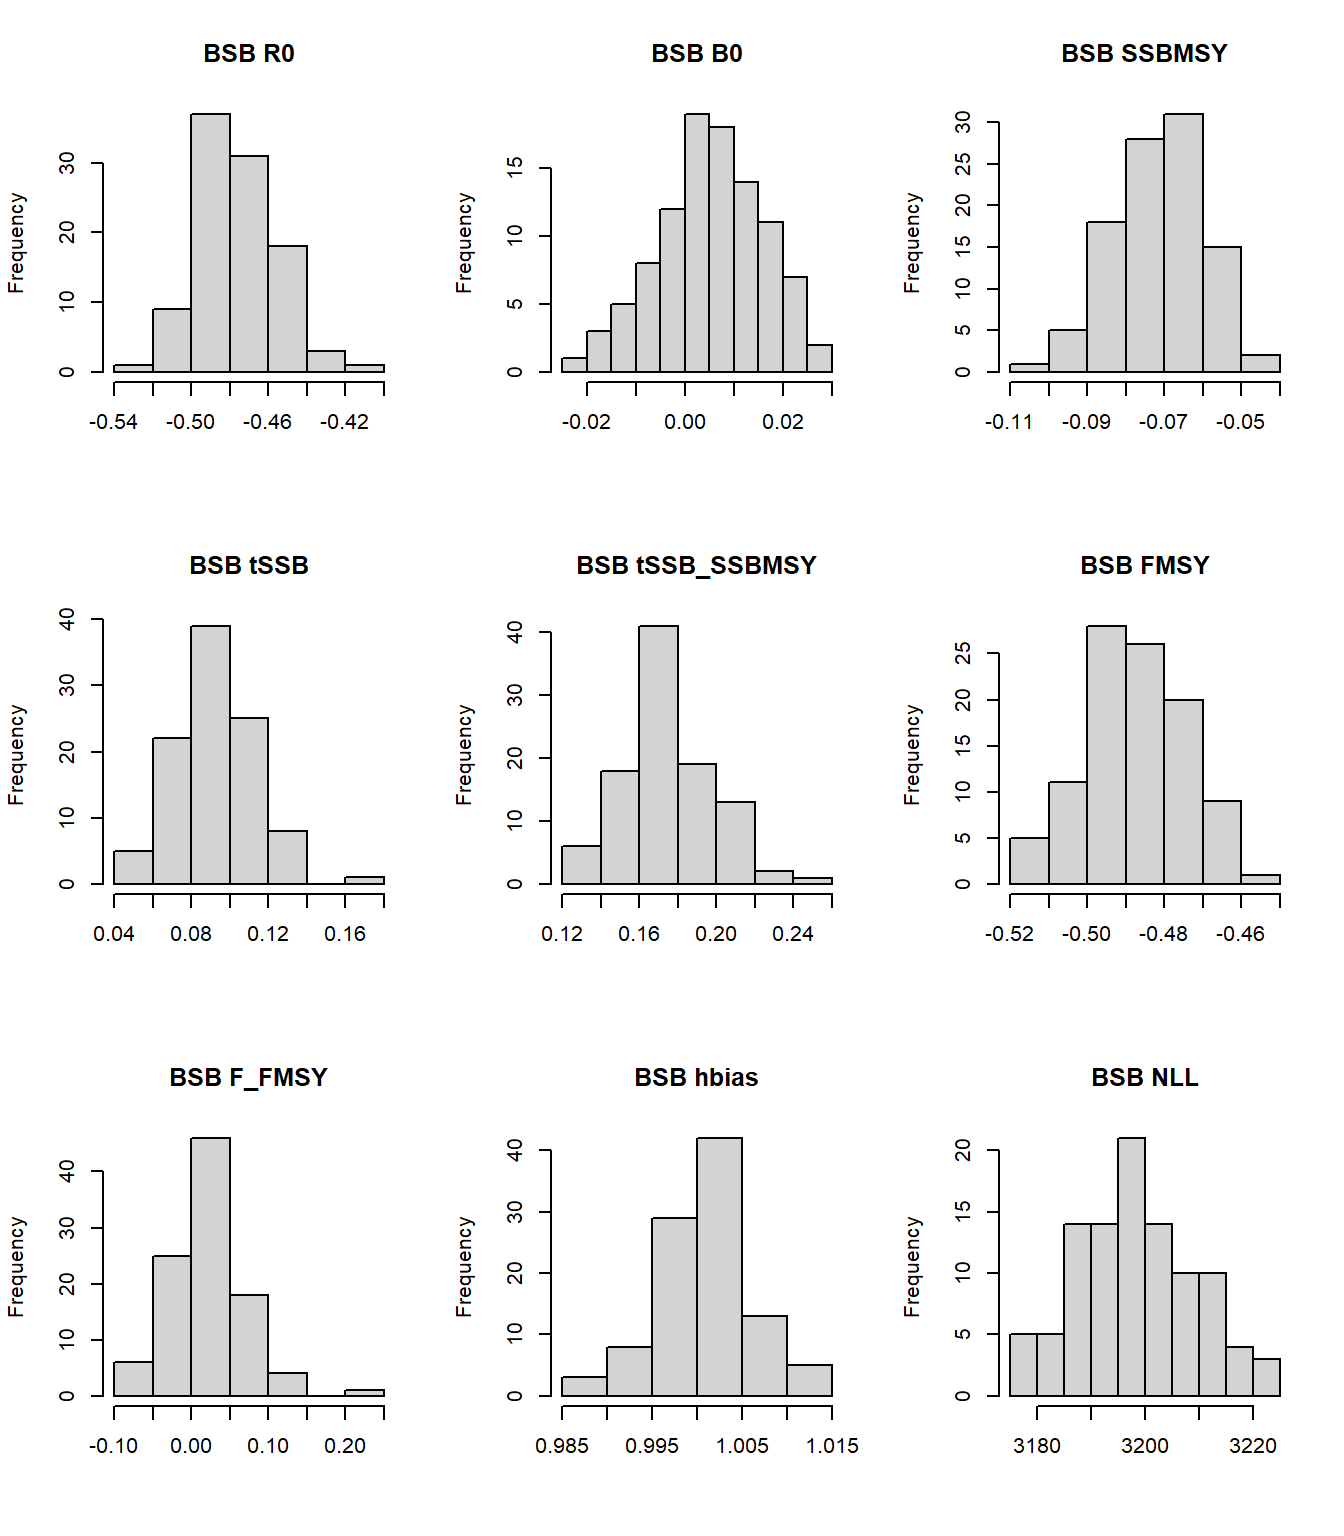 BSB R0
Frequency
0 10 20 30
-0.54 -0.50 -0.46 -0.42
BSB B0
Frequency
0 5 10 15
-0.02 0.00 0.02
BSB SSBMSY
Frequency
0 5 10 15 20 25 30
-0.11 -0.09 -0.07 -0.05
BSB tSSB
Frequency
0 10 20 30 40
0.04 0.08 0.12 0.16
BSB tSSB_SSBMSY
Frequency
0 10 20 30 40
0.12 0.16 0.20 0.24
BSB FMSY
Frequency
0 5 10 15 20 25
-0.52 -0.50 -0.48 -0.46
BSB F_FMSY
Frequency
0 10 20 30 40
-0.10 0.00 0.10 0.20
BSB hbias
Frequency
0 10 20 30 40
0.985 0.995 1.005 1.015
BSB NLL
Frequency
0 5 10 15 20
3180 3200 3220